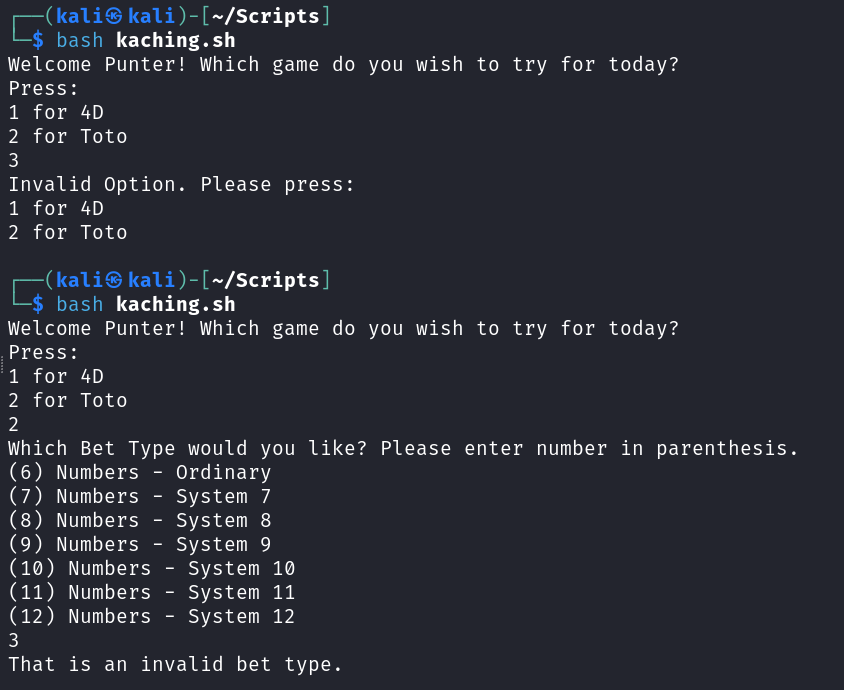 ┌──(kali㉿kali)-[~/Scripts]
└─$ bash kaching.sh
Welcome Punter! Which game do you wish to try for today?
Press:
1 for 4D
2 for Toto
3
Invalid Option. Please press:
1 for 4D
2 for Toto
┌──(kali㉿kali)-[~/Scripts]
└─$ bash kaching.sh
Welcome Punter! Which game do you wish to try for today?
Press:
1 for 4D
2 for Toto
2
Which Bet Type would you like? Please enter number in parenthesis.
(6) Numbers - Ordinary
(7) Numbers - System 7
(8) Numbers - System 8
(9) Numbers - System 9
(10) Numbers - System 10
(11) Numbers - System 11
(12) Numbers - System 12
3
That is an invalid bet type.